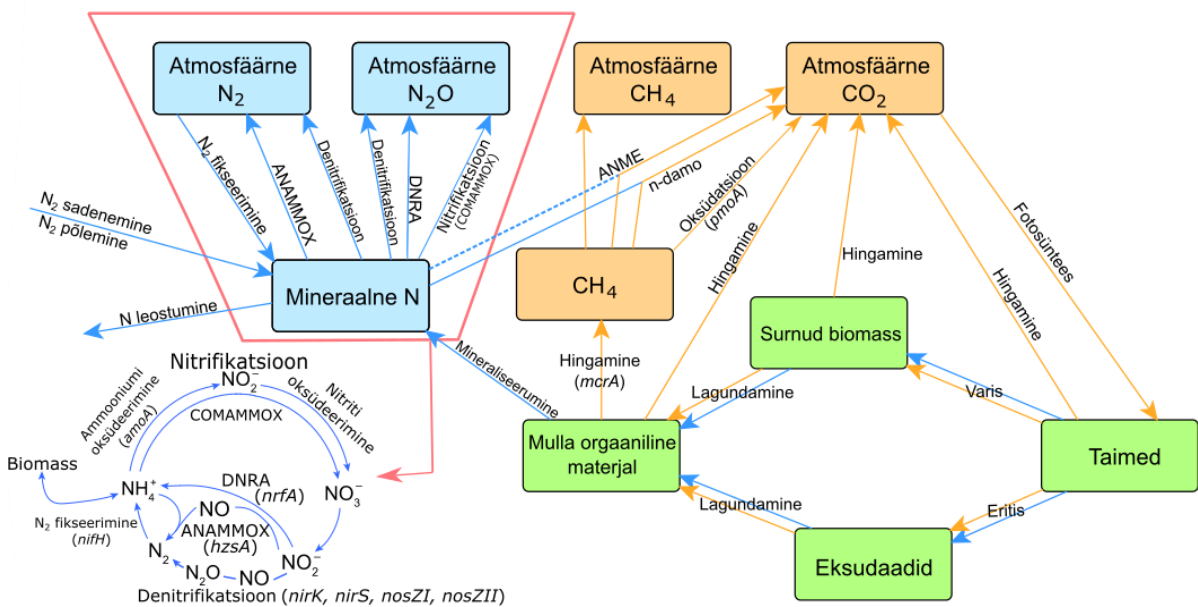 Atmosfäärne
N₂
Atmosfäärne
N₂O
Atmosfäärne
CH₄
Atmosfäärne
CO₂
N₂ fikseerimine
ANAMMOX
Denitrifikatsioon
Denitrifikatsioon
DNRA
Nitrifikatsioon
(COMAMMOX)
ANME
n-damo
Oksüdatsioon
(pmoA)
Hingamine
Hingamine
Hingamine
Fotosüntees
N₂ sadenemine
N₂ põlemine
Mineraalne N
CH₄
N leostumine
Surnud biomass
Mineraliseerumine
Hingamine
(mcrA)
Lagundamine
Varis
Mulla orgaaniline
materjal
Taimed
Lagundamine
Eritis
Eksudaadid
Nitrifikatsioon
NO₂⁻
Ammooniumi
oksüdeerimine
(amoA)
COMAMMOX
Nitriti
oksüdeerimine
Biomass
NH₄⁺
DNRA
(nrfA)
NO₃⁻
NO
ANAMMOX
(hzsA)
N₂ fikseerimine
(nifH)
N₂
N₂O
NO
NO₂⁻
Denitrifikatsioon (nirK, nirS, nosZI, nosZII)